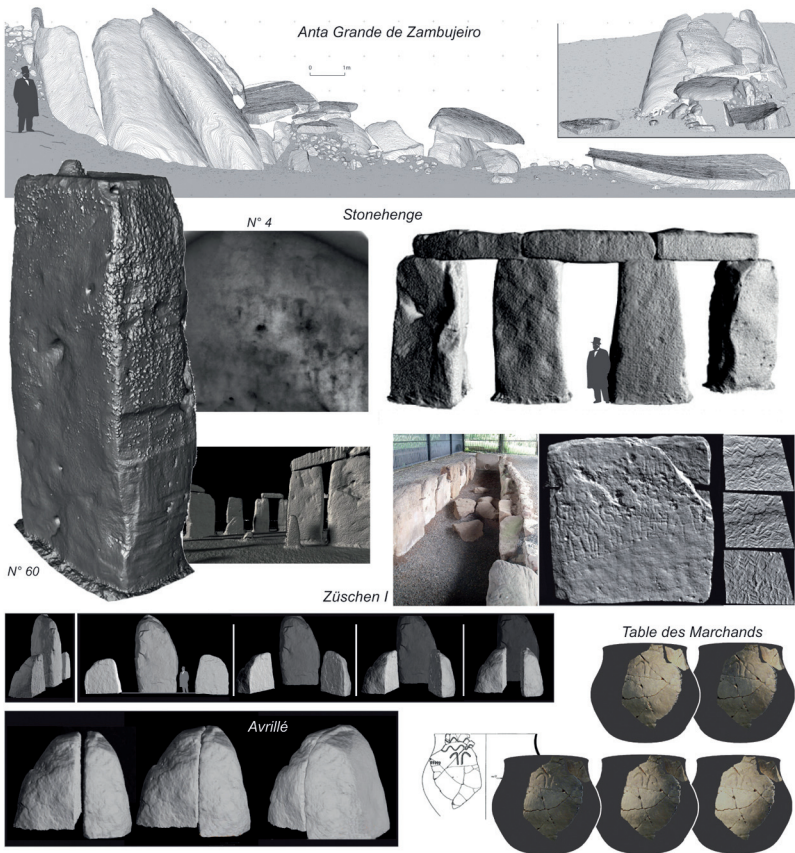 Anta Grande de Zambujeiro
0 1m
Stonehenge
N° 4
N° 60
Züschen I
Table des Marchands
Avrillé